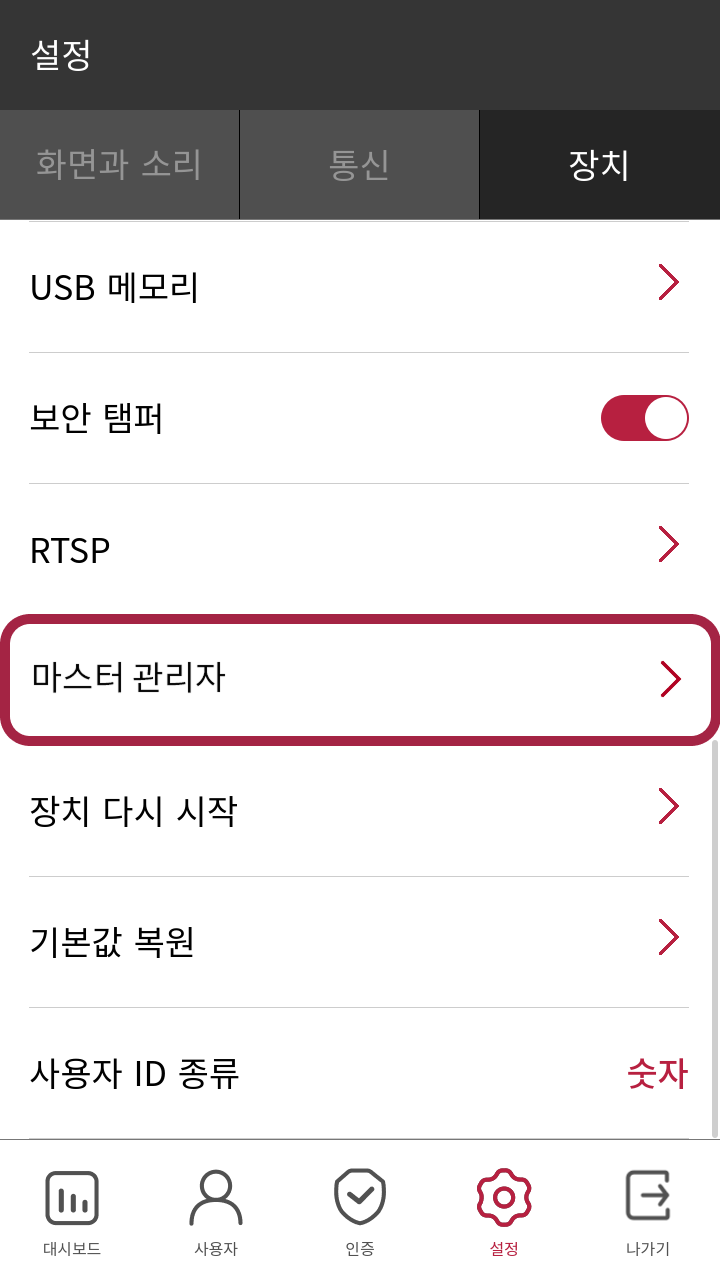 설정
화면과 소리
통신
장치
USB 메모리
보안 탬퍼
RTSP
마스터 관리자
장치 다시 시작
기본값 복원
사용자 ID 종류
숫자
대시보드
사용자
인증
설정
나가기